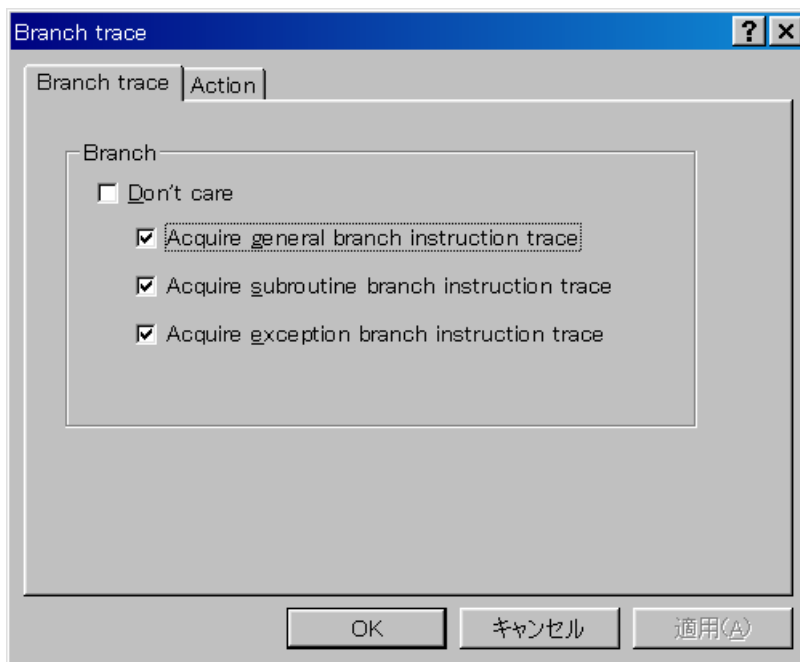 Branch trace
Branch trace
Action
Branch
Don't care
Acquire general branch instruction trace
Acquire subroutine branch instruction trace
Acquire exception branch instruction trace
OK
キャンセル
適用(A)